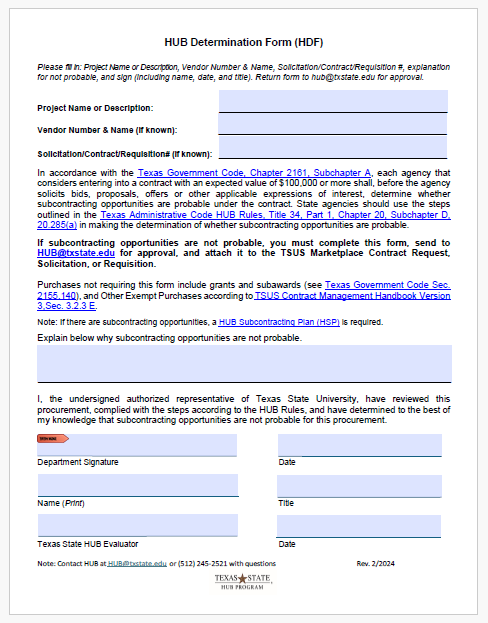 HUB Determination Form (HDF)
Please fill in: Project Name or Description, Vendor Number & Name, Solicitation/Contract/Requisition #, explanation
for not probable, and sign (including name, date, and title). Return form to hub@txstate.edu for approval.
Project Name or Description:
Vendor Number & Name (if known):
Solicitation/Contract/Requisition# (if known):
In accordance with the Texas Government Code, Chapter 2161, Subchapter A, each agency that
considers entering into a contract with an expected value of $100,000 or more shall, before the agency
solicits bids, proposals, offers or other applicable expressions of interest, determine whether
subcontracting opportunities are probable under the contract. State agencies should use the steps
outlined in the Texas Administrative Code HUB Rules, Title 34, Part 1, Chapter 20, Subchapter D,
20.285(a) in making the determination of whether subcontracting opportunities are probable.
If subcontracting opportunities are not probable, you must complete this form, send to
HUB@txstate.edu for approval, and attach it to the TSUS Marketplace Contract Request,
Solicitation, or Requisition.
Purchases not requiring this form include grants and subawards (see Texas Government Code Sec.
2155.140), and Other Exempt Purchases according to TSUS Contract Management Handbook Version
3,Sec. 3.2.3 E.
Note: If there are subcontracting opportunities, a HUB Subcontracting Plan (HSP) is required.
Explain below why subcontracting opportunities are not probable.
I, the undersigned authorized representative of Texas State University, have reviewed this
procurement, complied with the steps according to the HUB Rules, and have determined to the best of
my knowledge that subcontracting opportunities are not probable for this procurement.
Department Signature
Date
Name (Print)
Title
Texas State HUB Evaluator
Date
Note: Contact HUB at HUB@txstate.edu or (512) 245-2521 with questions
Rev. 2/2024
TEXAS STATE
HUB PROGRAM